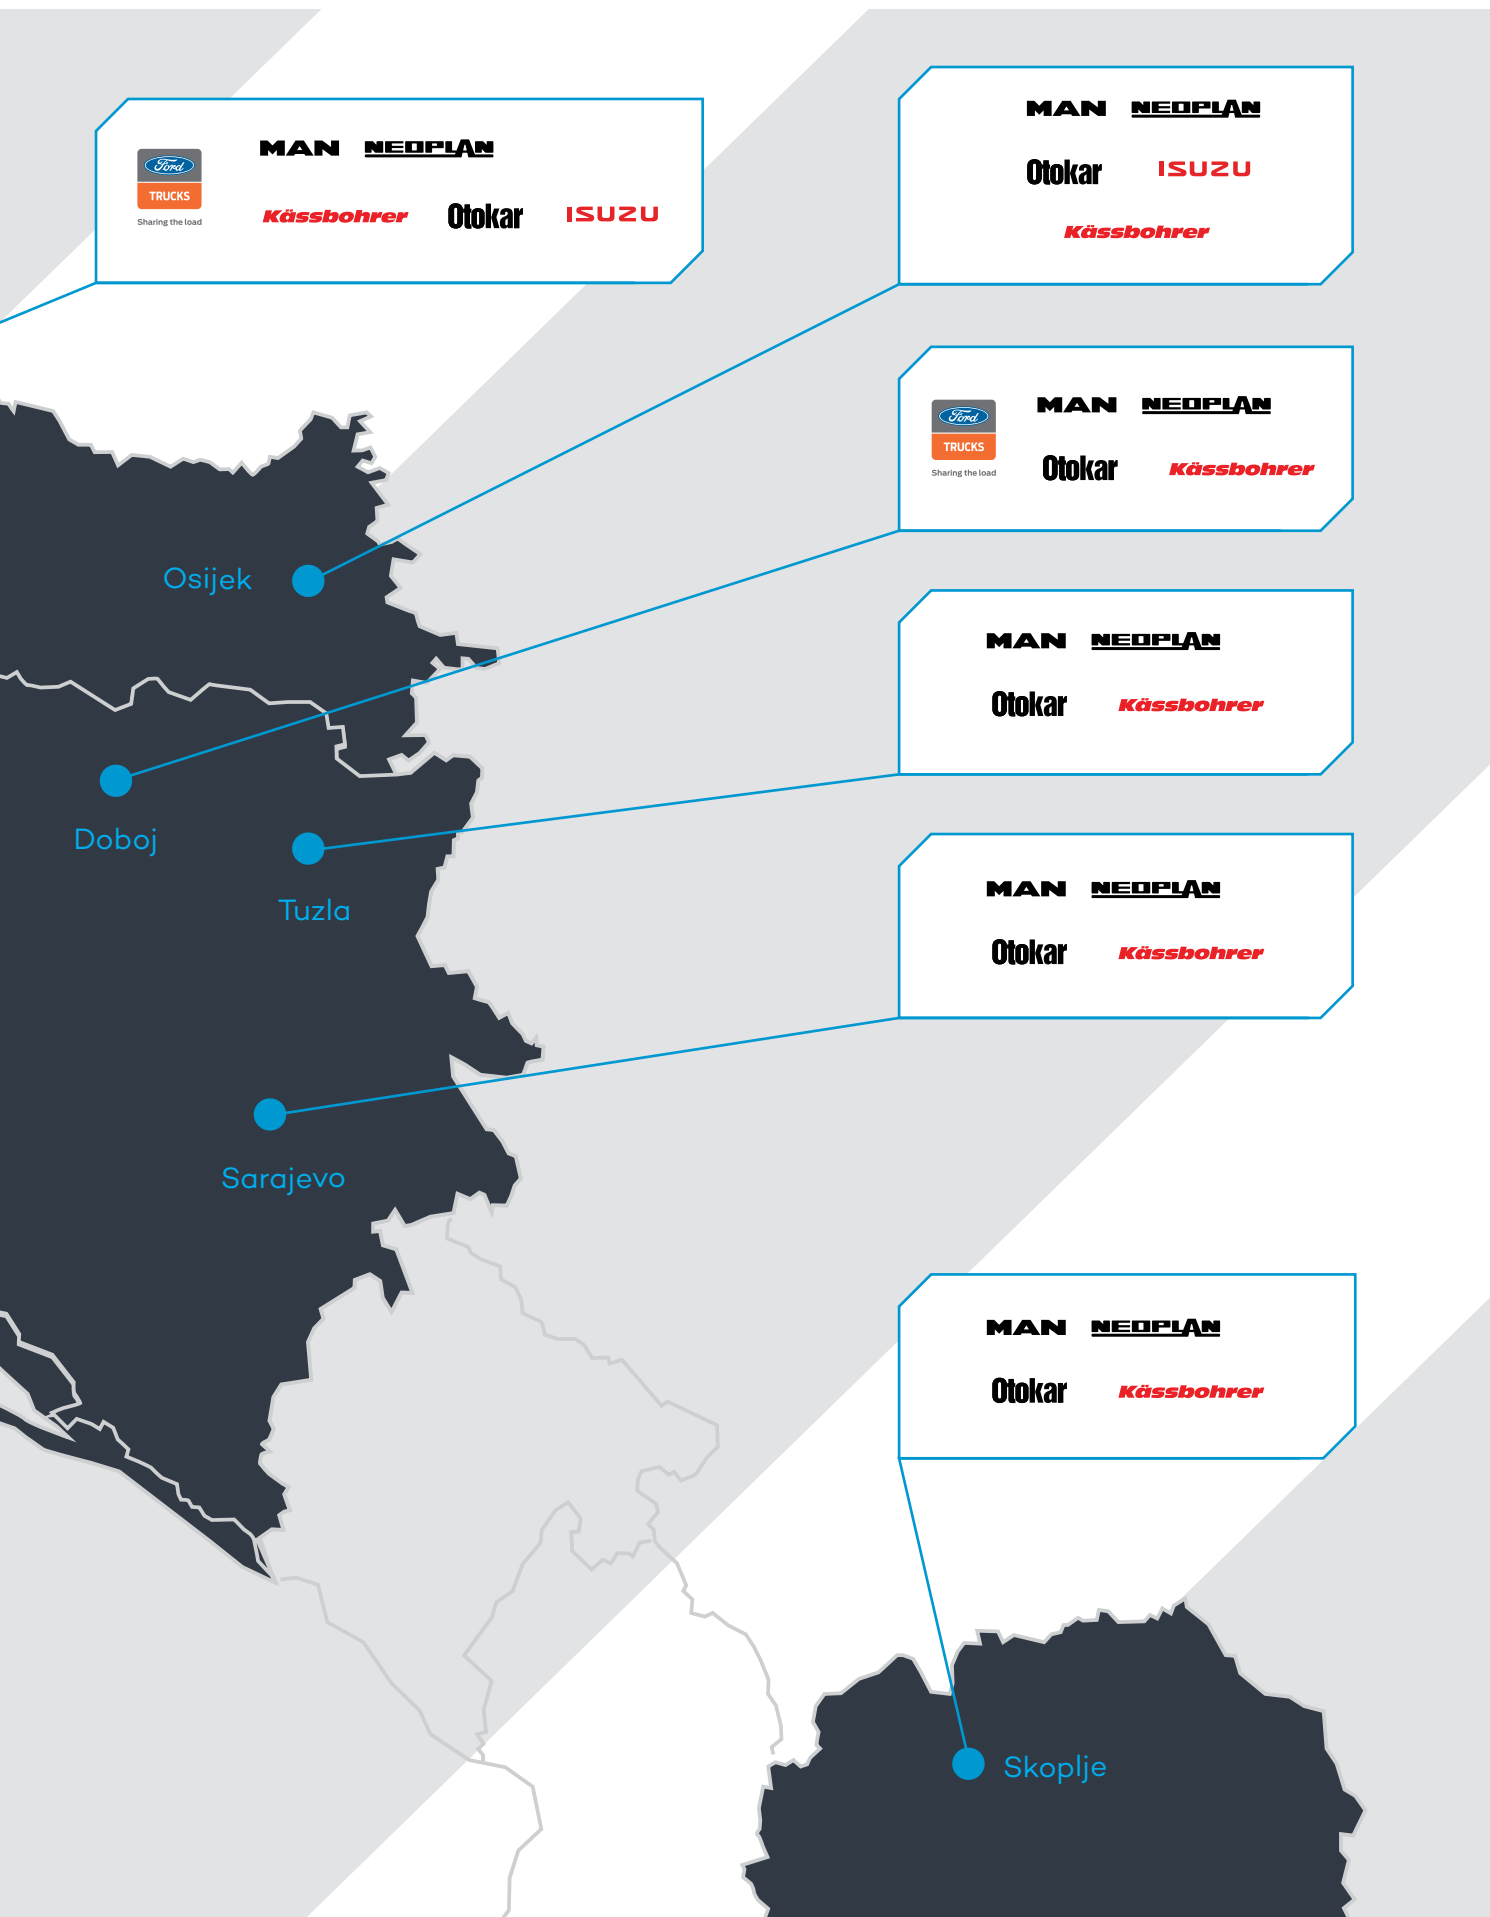 MAN NEOPLAN
Ford
TRUCKS
Sharing the load
Kässbohrer Otokar ISUZU
MAN NEOPLAN
Otokar ISUZU
Kässbohrer
MAN NEOPLAN
Ford
TRUCKS
Sharing the load
Otokar Kässbohrer
Osijek
MAN NEOPLAN
Otokar Kässbohrer
Doboj
Tuzla
MAN NEOPLAN
Otokar Kässbohrer
Sarajevo
MAN NEOPLAN
Otokar Kässbohrer
Skoplje